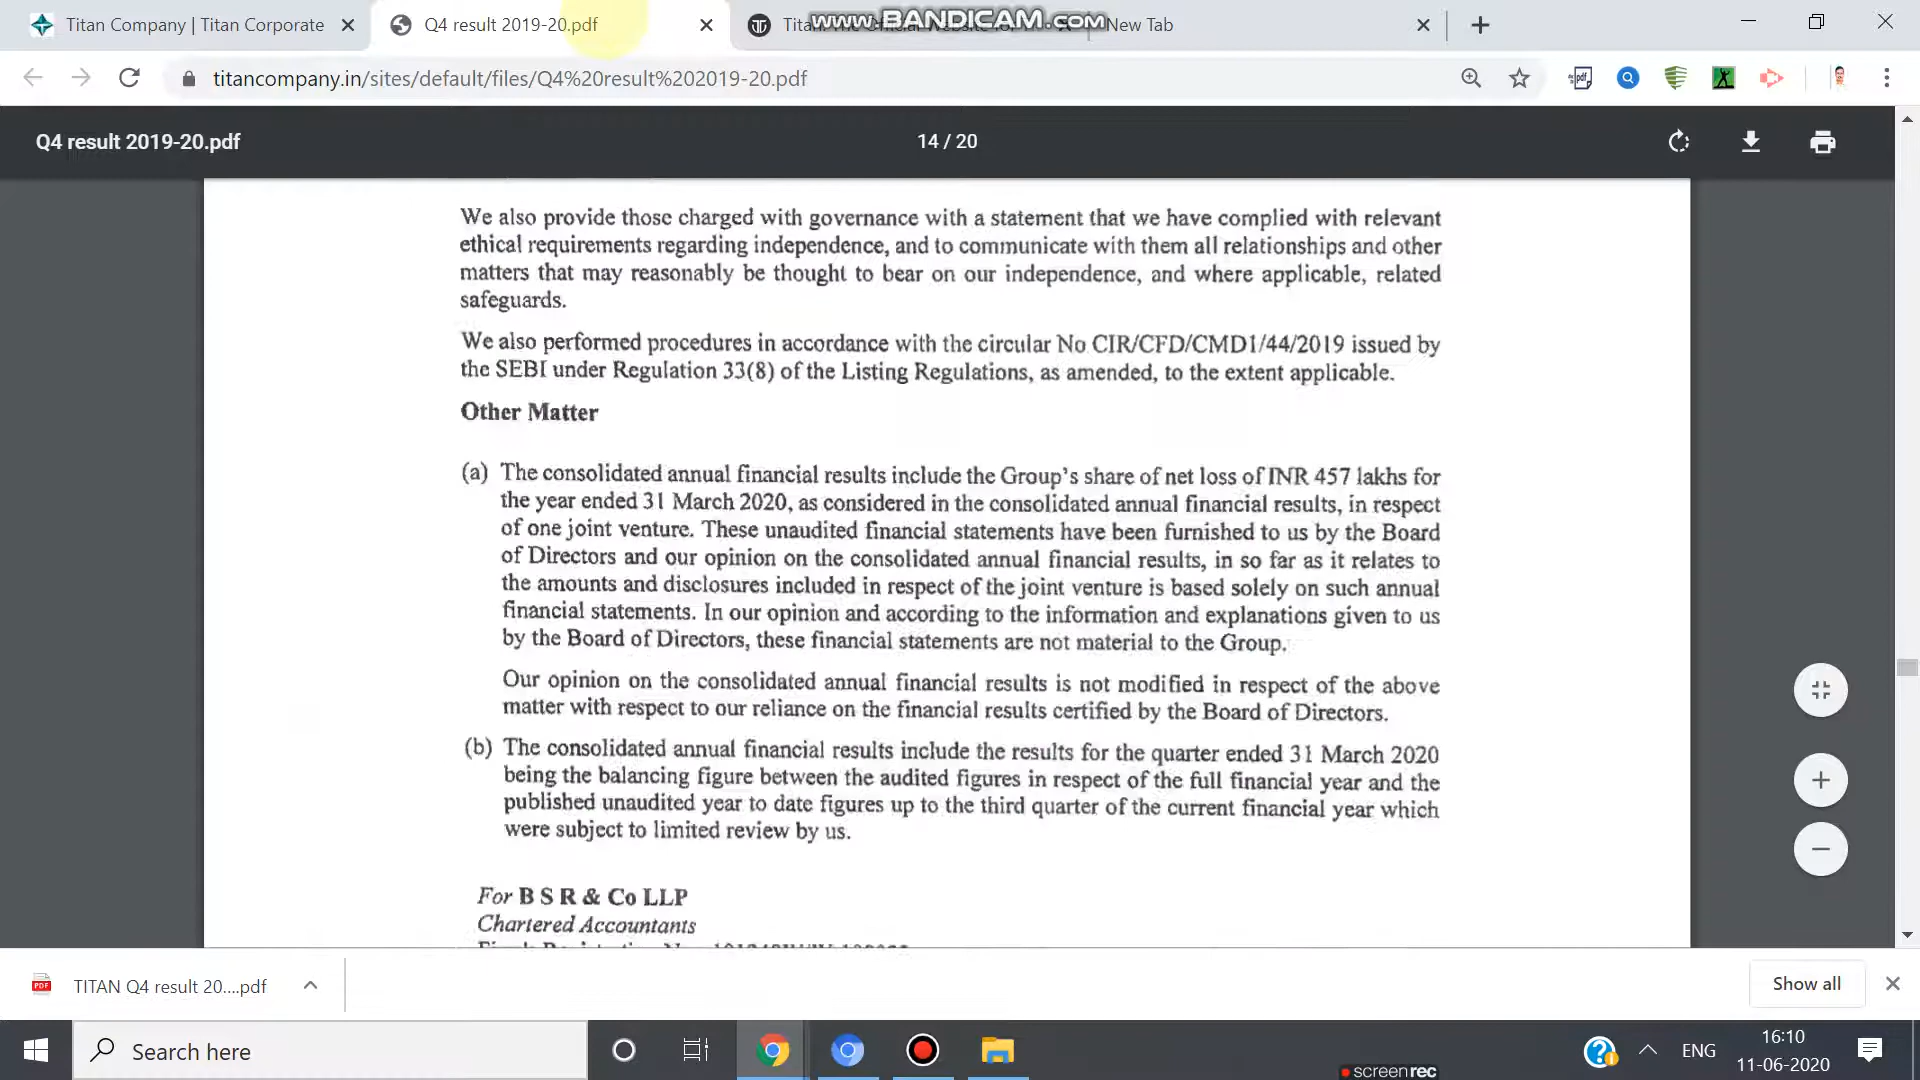 Titan Company | Titan Corporate
Q4 result 2019-20.pdf
www.BANDICAM.com
New Tab
titancompany.in/sites/default/files/Q4%20result%202019-20.pdf
Q4 result 2019-20.pdf
14 / 20
We also provide those charged with governance with a statement that we have complied with relevant
ethical requirements regarding independence, and to communicate with them all relationships and other
matters that may reasonably be thought to bear on our independence, and where applicable, related
safeguards.
We also performed procedures in accordance with the circular No CIR/CFD/CMD1/44/2019 issued by
the SEBI under Regulation 33(8) of the Listing Regulations, as amended, to the extent applicable.
Other Matter
(a) The consolidated annual financial results include the Group's share of net loss of INR 457 lakhs for
the year ended 31 March 2020, as considered in the consolidated annual financial results, in respect
of one joint venture. These unaudited financial statements have been furnished to us by the Board
of Directors and our opinion on the consolidated annual financial results, in so far as it relates to
the amounts and disclosures included in respect of the joint venture is based solely on such annual
financial statements. In our opinion and according to the information and explanations given to us
by the Board of Directors, these financial statements are not material to the Group.
Our opinion on the consolidated annual financial results is not modified in respect of the above
matter with respect to our reliance on the financial results certified by the Board of Directors.
(b) The consolidated annual financial results include the results for the quarter ended 31 March 2020
being the balancing figure between the audited figures in respect of the full financial year and the
published unaudited year to date figures up to the third quarter of the current financial year which
were subject to limited review by us.
For B S R & Co LLP
Chartered Accountants
TITAN Q4 result 20....pdf
Show all
Search here
ENG
16:10
11-06-2020
screenrec